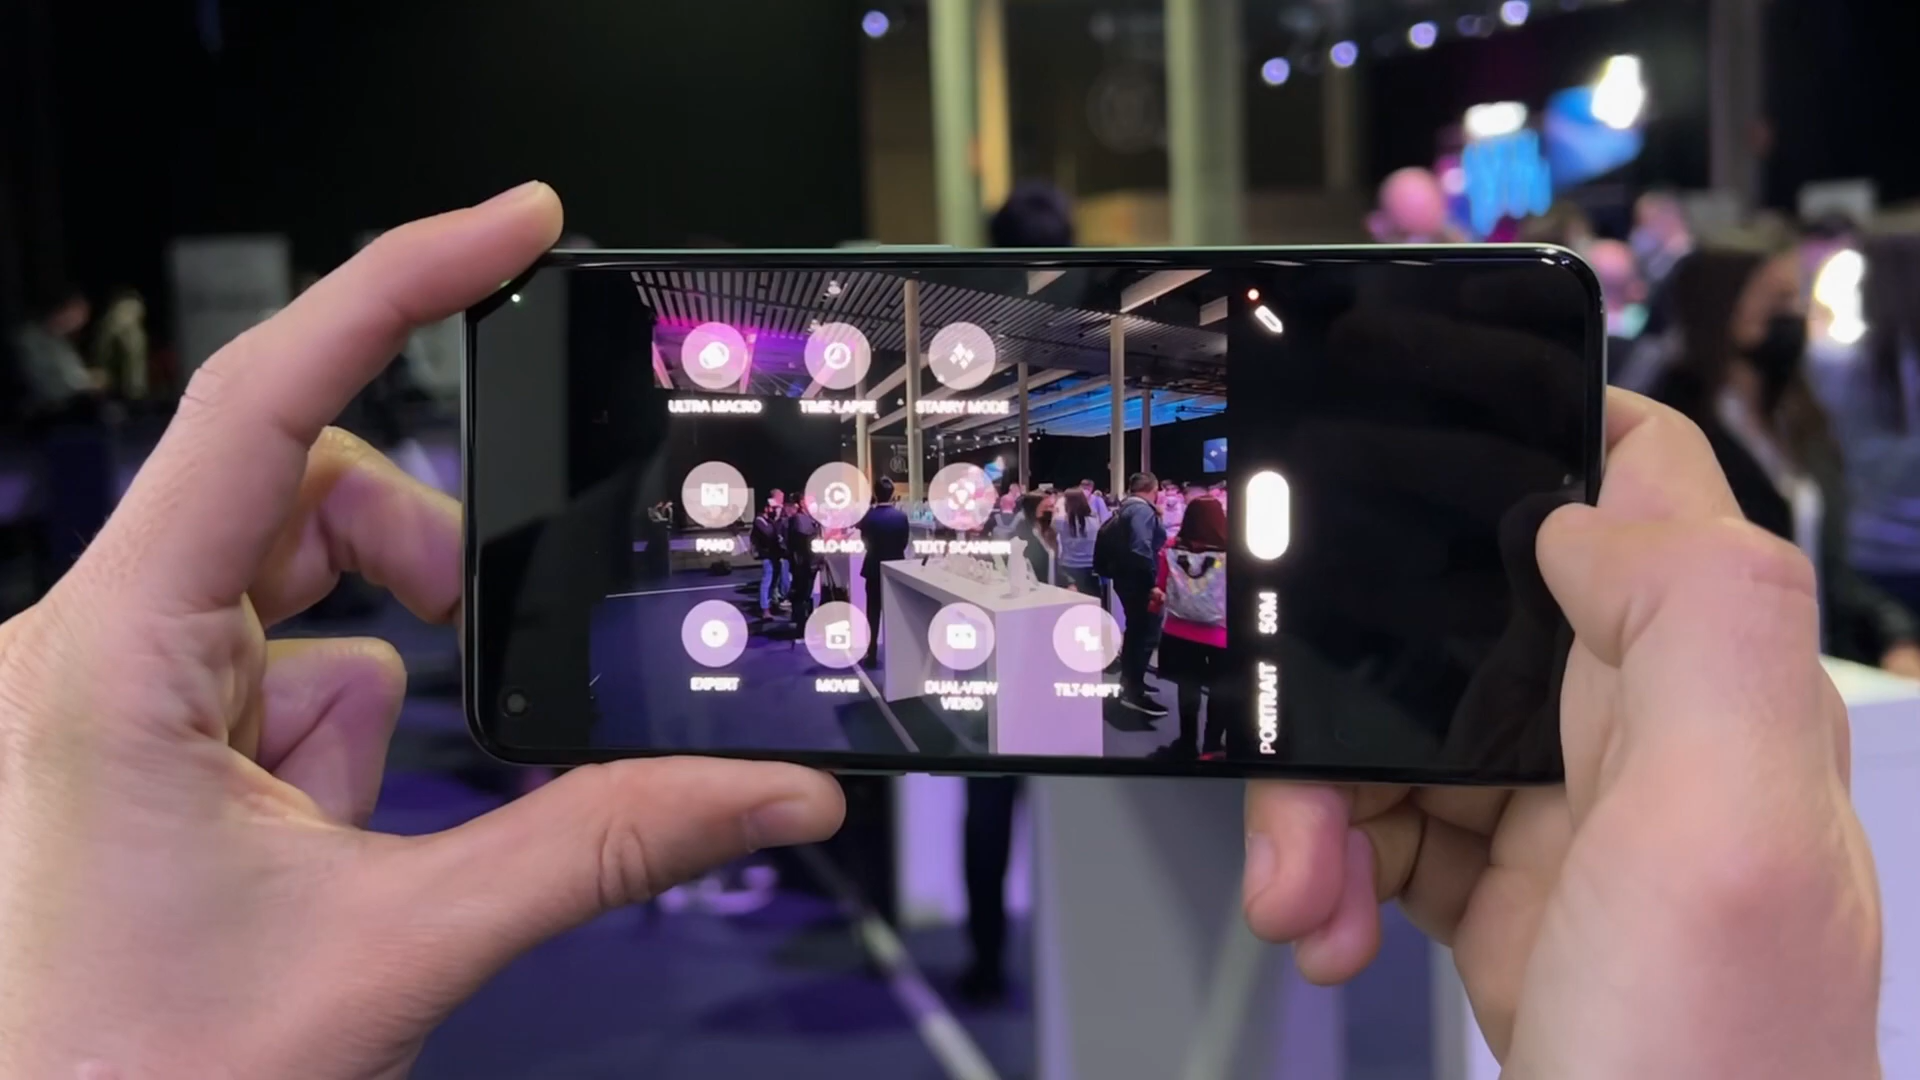 ULTRA MACRO
TIME-LAPSE
STARRY MODE
PANO
SLO-MO
TEXT SCANNER
EXPERT
MOVIE
DUAL-VIEW
VIDEO
TILT-SHIFT
50M
PORTRAIT